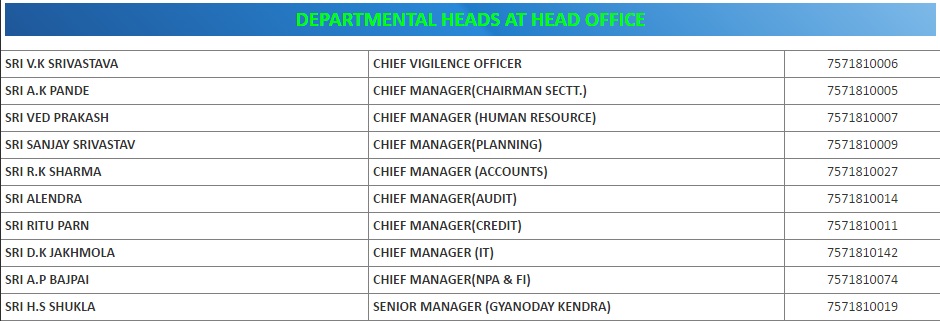 DEPARTMENTAL HEADS AT HEAD OFFICE
SRI V.K SRIVASTAVA CHIEF VIGILENCE OFFICER 7571810006
SRI A.K PANDE CHIEF MANAGER(CHAIRMAN SECTT.) 7571810005
SRI VED PRAKASH CHIEF MANAGER (HUMAN RESOURCE) 7571810007
SRI SANJAY SRIVASTAV CHIEF MANAGER(PLANNING) 7571810009
SRI R.K SHARMA CHIEF MANAGER (ACCOUNTS) 7571810027
SRI ALENDRA CHIEF MANAGER(AUDIT) 7571810014
SRI RITU PARN CHIEF MANAGER(CREDIT) 7571810011
SRI D.K JAKHMOLA CHIEF MANAGER (IT) 7571810142
SRI A.P BAJPAI CHIEF MANAGER(NPA & FI) 7571810074
SRI H.S SHUKLA SENIOR MANAGER (GYANODAY KENDRA) 7571810019